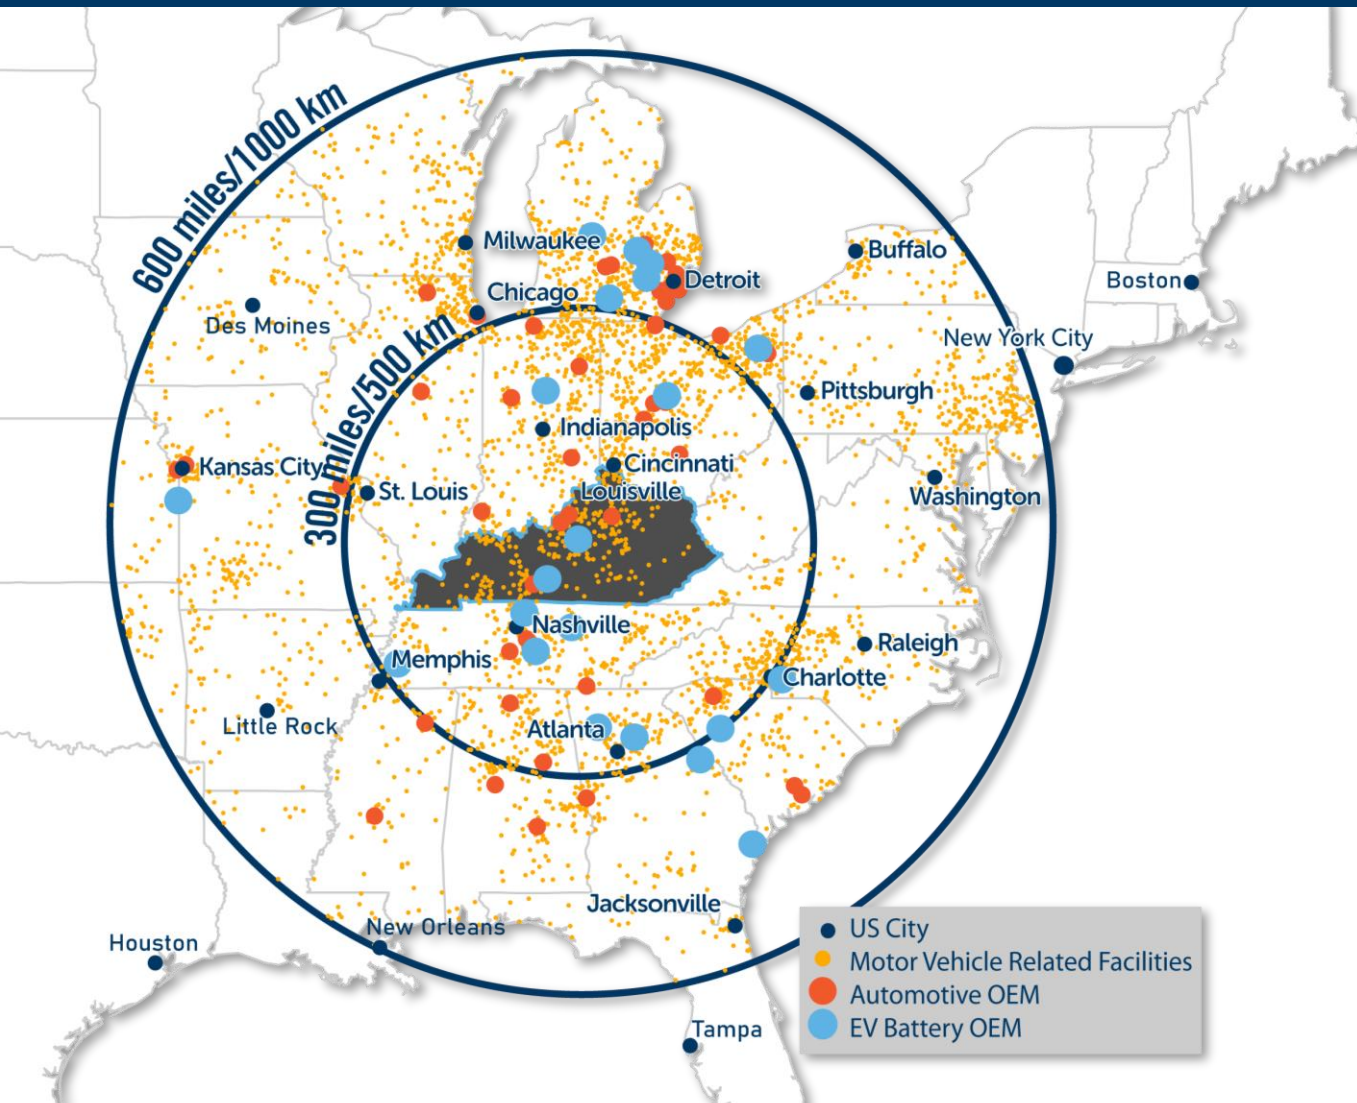 600 miles/1000 km
Milwaukee
Buffalo
Detroit
Boston
Chicago
Des Moines
300 miles/500 km
New York City
Pittsburgh
Indianapolis
Kansas City
Cincinnati
St. Louis
Louisville
Washington
Nashville
Raleigh
Memphis
Charlotte
Little Rock
Atlanta
Jacksonville
New Orleans
Houston
Tampa
US City
Motor Vehicle Related Facilities
Automotive OEM
EV Battery OEM